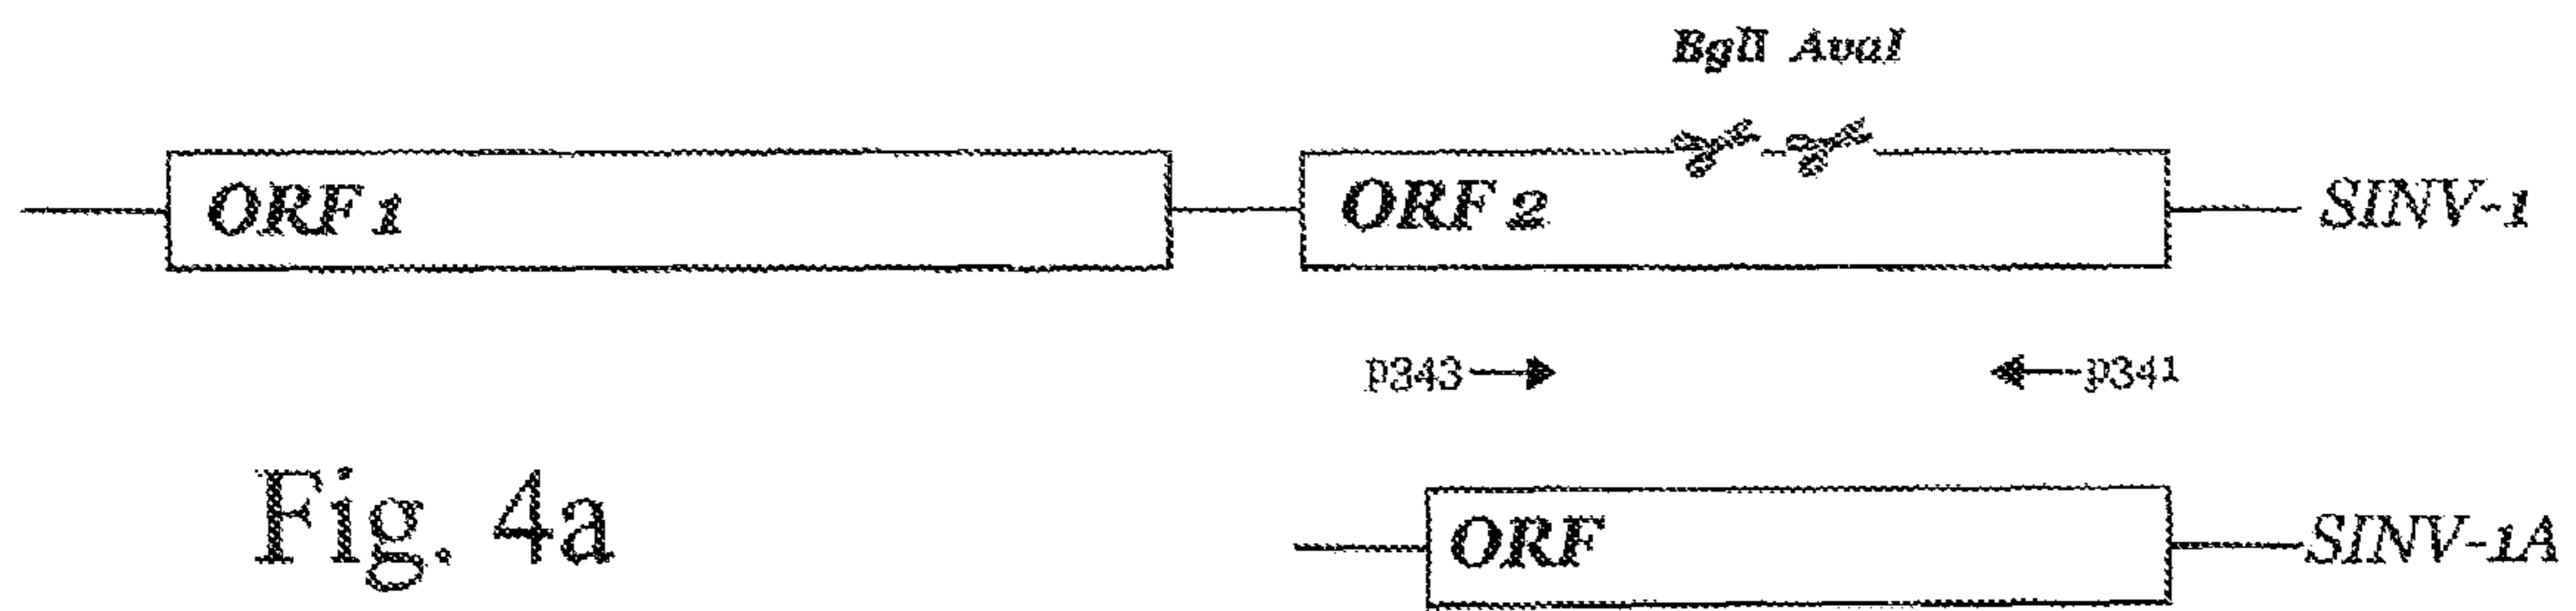 BglI AvaI
ORF 1 ORF 2 SINV-1
p343 p341
Fig. 4a
ORF SINV-1A